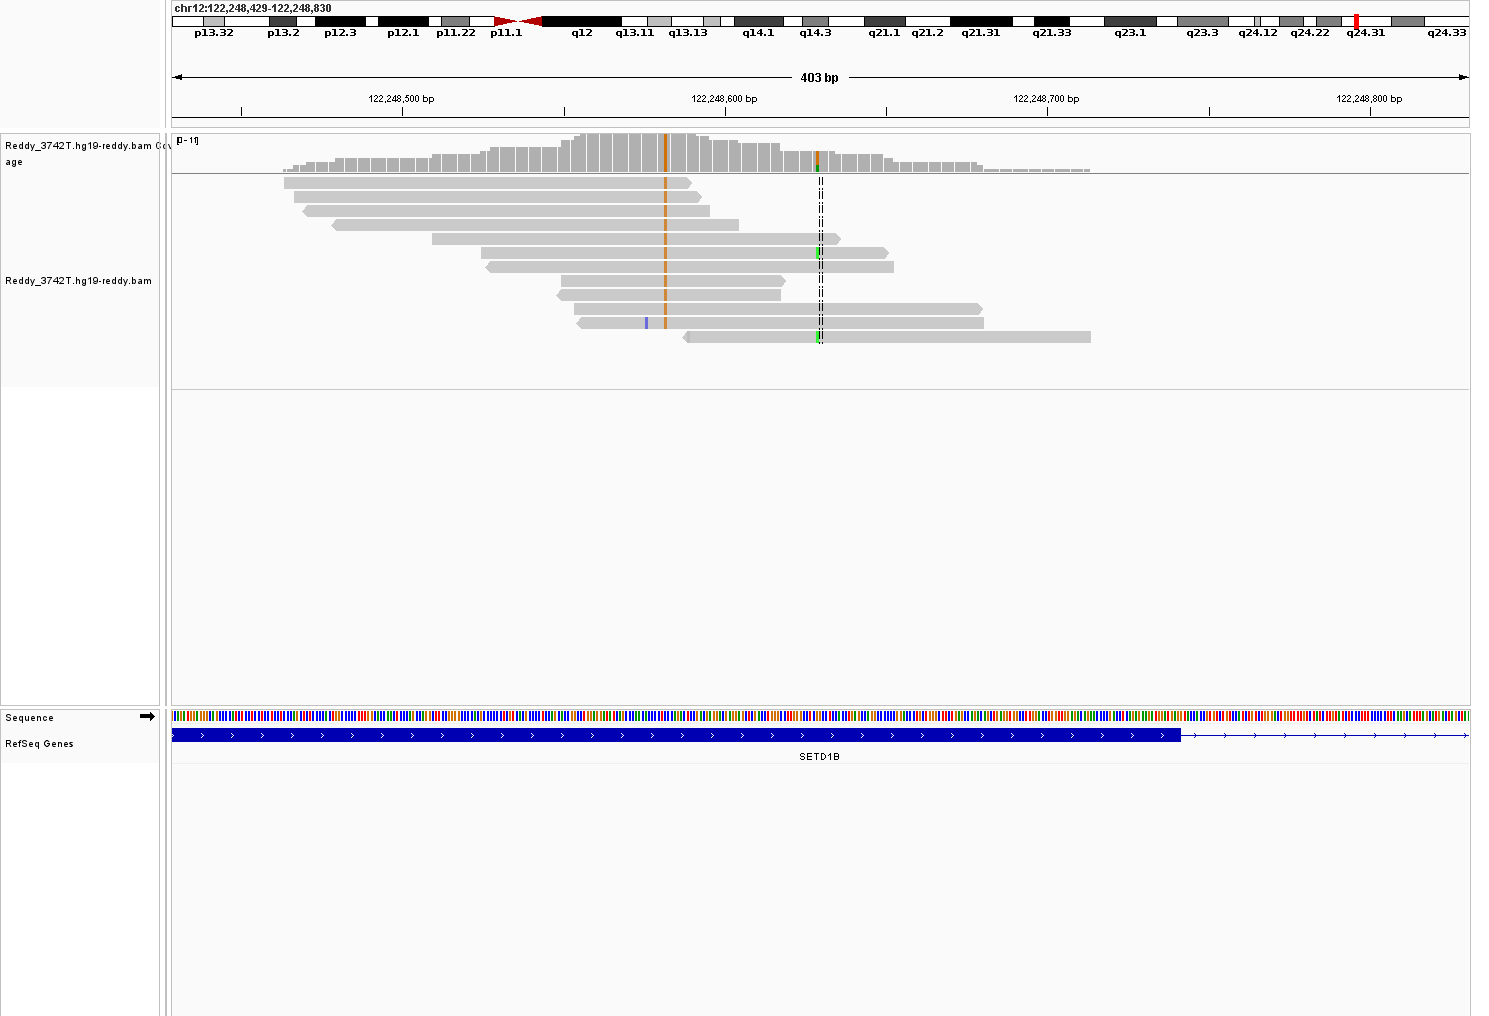 chr12:122,248,429-122,248,830
p13.32 p13.2 p12.3 p12.1 p11.22 p11.1 q12 q13.11 q13.13 q14.1 q14.3 q21.1 q21.2 q21.31 q21.33 q23.1 q23.3 q24.12 q24.22 q24.31 q24.33
403 bp
122,248,500 bp 122,248,600 bp 122,248,700 bp 122,248,800 bp
[0 - 11]
Reddy_3742T.hg19-reddy.bam Cov
age
Reddy_3742T.hg19-reddy.bam
Sequence
RefSeq Genes
SETD1B